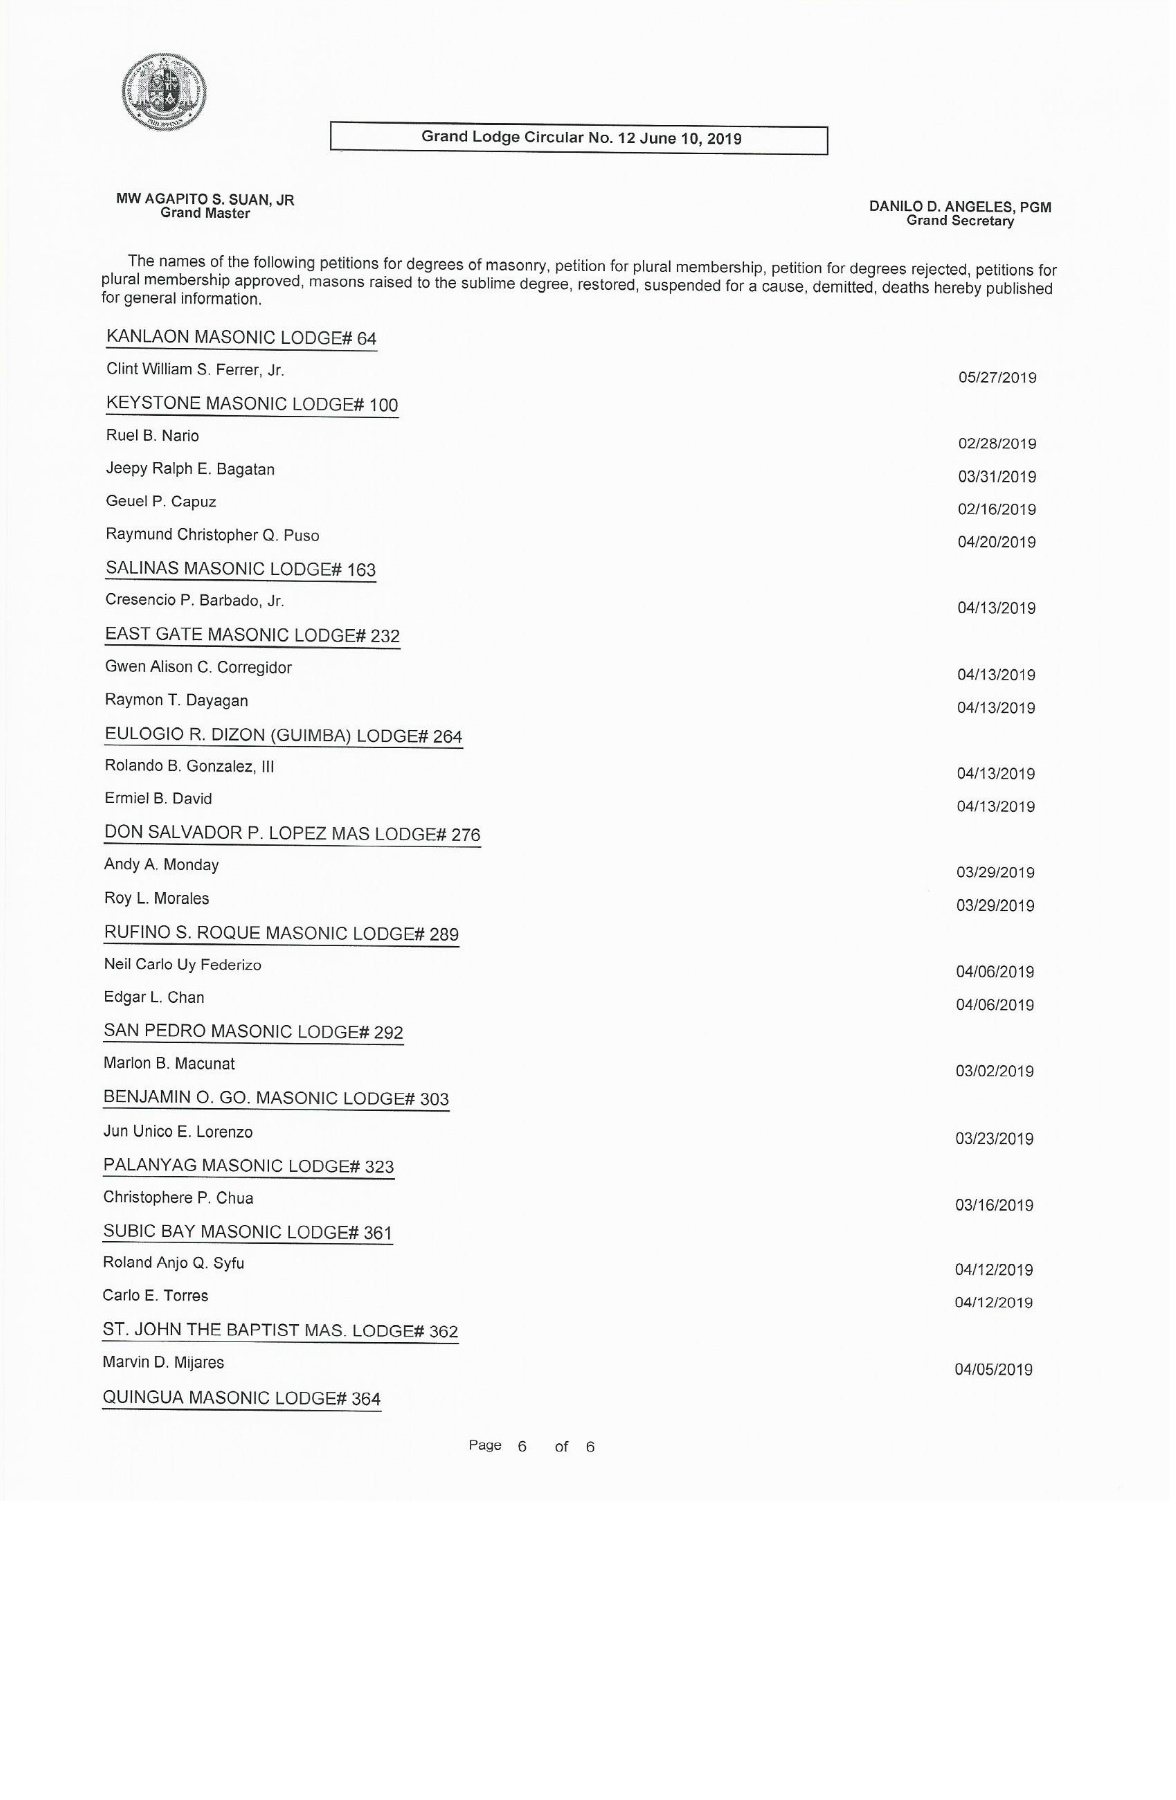 PHILIPPINES
Grand Lodge Circular No. 12 June 10, 2019
MW AGAPITO S. SUAN, JR
Grand Master
DANILO D. ANGELES, PGM
Grand Secretary
The names of the following petitions for degrees of masonry, petition for plural membership, petition for degrees rejected, petitions for
plural membership approved, masons raised to the sublime degree, restored, suspended for a cause, demitted, deaths hereby published
for general information.
KANLAON MASONIC LODGE# 64
Clint William S. Ferrer, Jr. 05/27/2019
KEYSTONE MASONIC LODGE# 100
Ruel B. Nario 02/28/2019
Jeepy Ralph E. Bagatan 03/31/2019
Geuel P. Capuz 02/16/2019
Raymund Christopher Q. Puso 04/20/2019
SALINAS MASONIC LODGE# 163
Cresencio P. Barbado, Jr. 04/13/2019
EAST GATE MASONIC LODGE# 232
Gwen Alison C. Corregidor 04/13/2019
Raymon T. Dayagan 04/13/2019
EULOGIO R. DIZON (GUIMBA) LODGE# 264
Rolando B. Gonzalez, III 04/13/2019
Ermiel B. David 04/13/2019
DON SALVADOR P. LOPEZ MAS LODGE# 276
Andy A. Monday 03/29/2019
Roy L. Morales 03/29/2019
RUFINO S. ROQUE MASONIC LODGE# 289
Neil Carlo Uy Federizo 04/06/2019
Edgar L. Chan 04/06/2019
SAN PEDRO MASONIC LODGE# 292
Marlon B. Macunat 03/02/2019
BENJAMIN O. GO. MASONIC LODGE# 303
Jun Unico E. Lorenzo 03/23/2019
PALANYAG MASONIC LODGE# 323
Christophere P. Chua 03/16/2019
SUBIC BAY MASONIC LODGE# 361
Roland Anjo Q. Syfu 04/12/2019
Carlo E. Torres 04/12/2019
ST. JOHN THE BAPTIST MAS. LODGE# 362
Marvin D. Mijares 04/05/2019
QUINGUA MASONIC LODGE# 364
Page 6 of 6